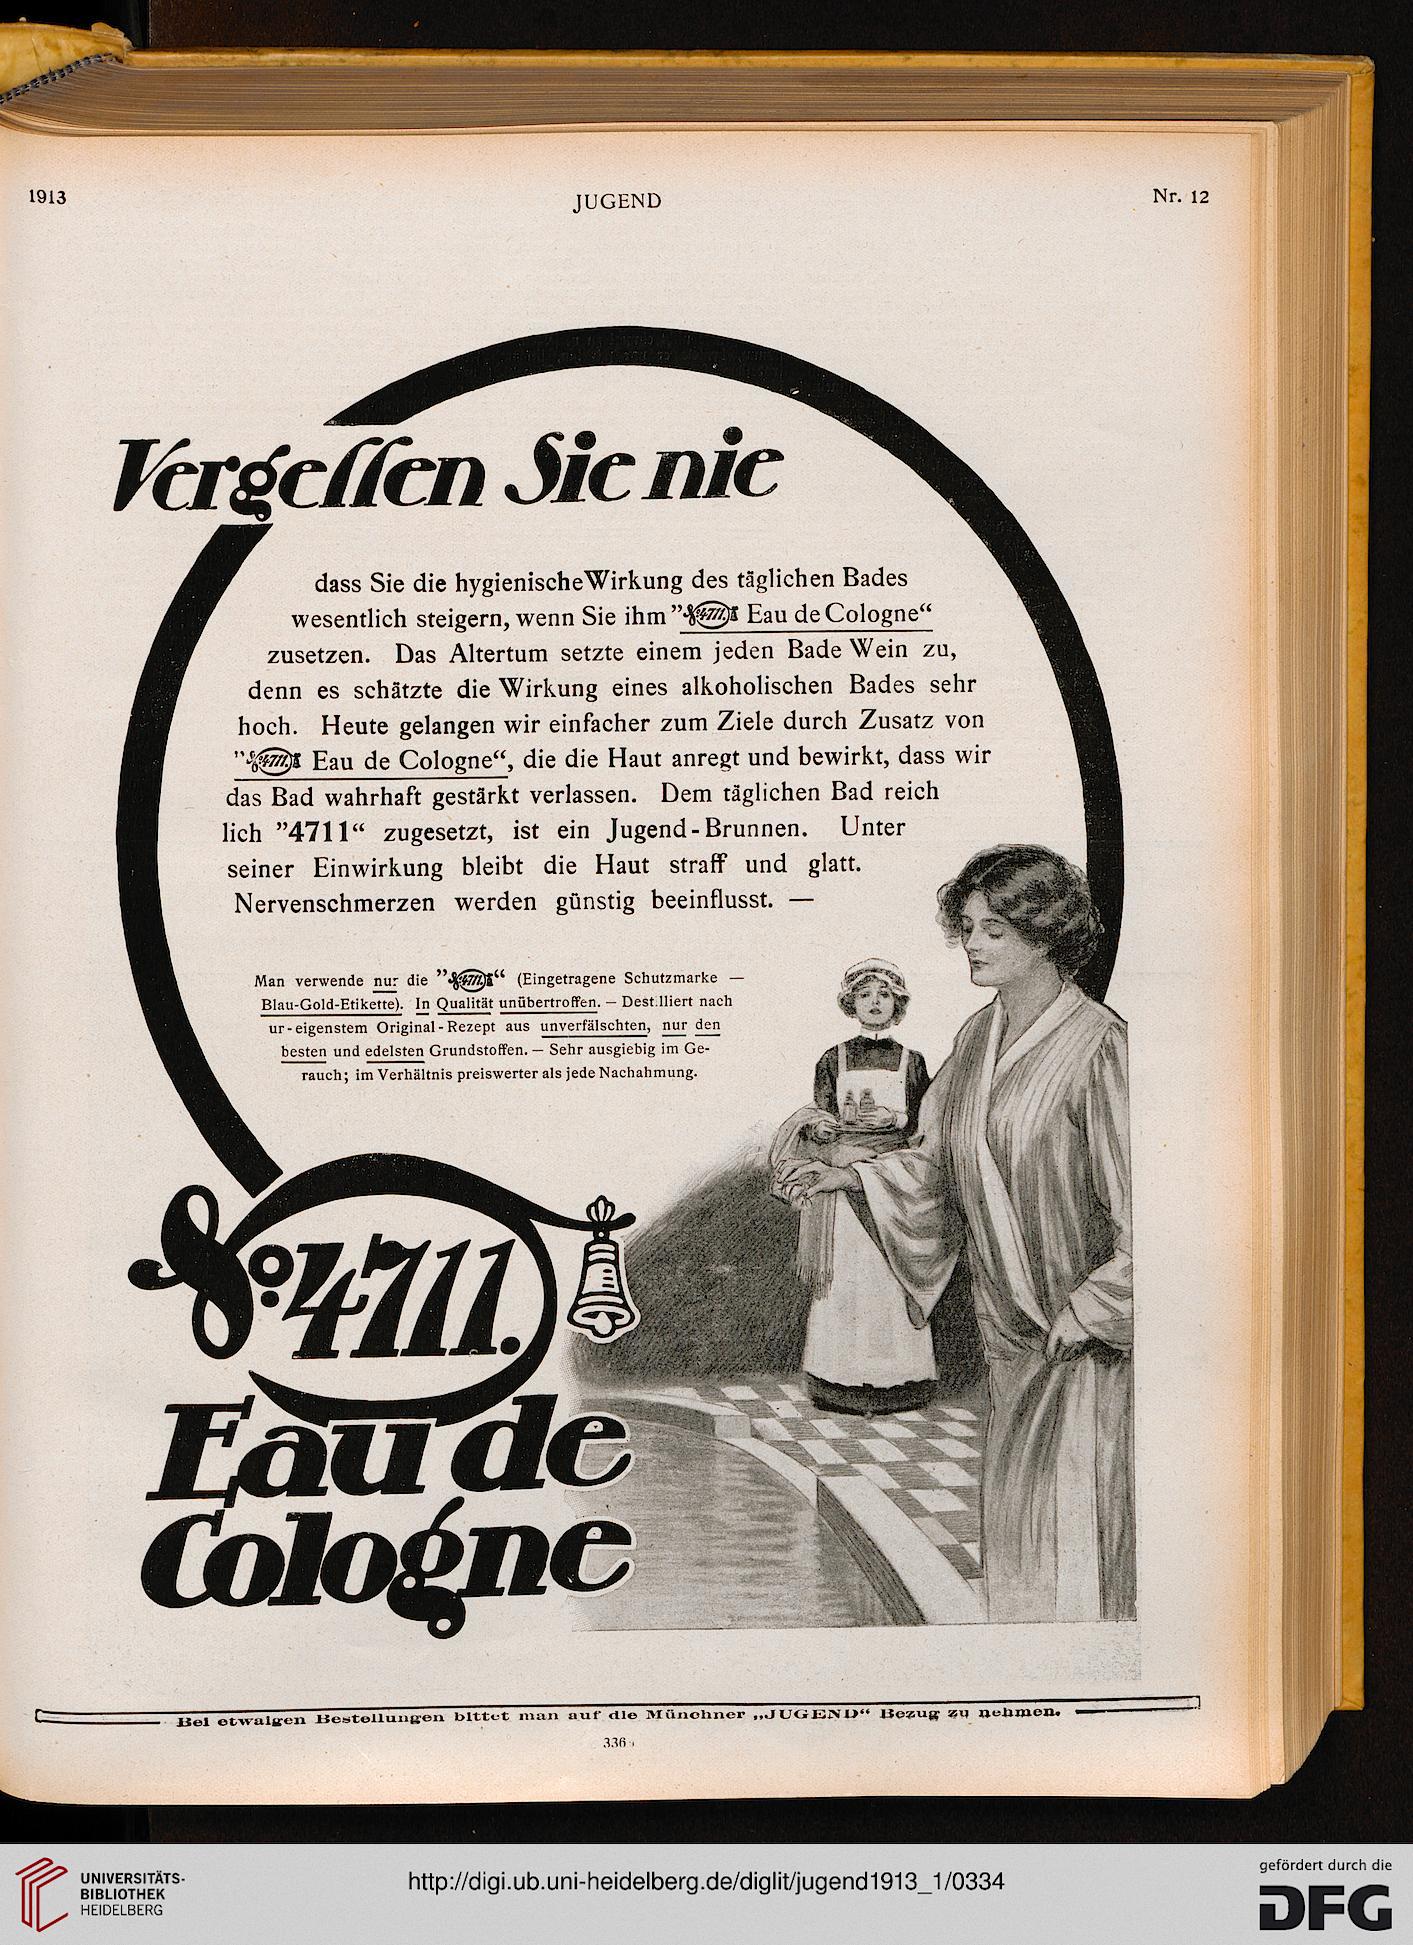 1913
JUGEND
Nr. 12
Vergessen Sie nie
dass Sie die hygienische Wirkung des täglichen Bades
wesentlich steigern, wenn Sie ihm "No 4711. Eau de Cologne“
zusetzen. Das Altertum setzte einem jeden Bade Wein zu,
denn es schätzte die Wirkung eines alkoholischen Bades sehr
hoch. Heute gelangen wir einfacher zum Ziele durch Zusatz von
"No 4711. Eau de Cologne“, die die Haut anregt und bewirkt, dass wir
das Bad wahrhaft gestärkt verlassen. Dem täglichen Bad reich
lich "4711“ zugesetzt, ist ein Jugend-Brunnen. Unter
seiner Einwirkung bleibt die Haut straff und glatt.
Nervenschmerzen werden günstig beeinflusst. —
Man verwende nur die "No 4711.“ (Eingetragene Schutzmarke —
Blau-Gold-Etikette). In Qualität unübertroffen. — Destilliert nach
ur-eigenstem Original-Rezept aus unverfälschten, nur den
besten und edelsten Grundstoffen. — Sehr ausgiebig im Ge-
rauch; im Verhältnis preiswerter als jede Nachahmung.
No 4711.
Eau de
Cologne
Bei etwaigen Bestellungen bittet man auf die Münchner „JUGEND“ Bezug zu nehmen.
336
UNIVERSITÄTS-
BIBLIOTHEK
HEIDELBERG
http://digi.ub.uni-heidelberg.de/diglit/jugend1913_1/0334
gefördert durch die
DFG